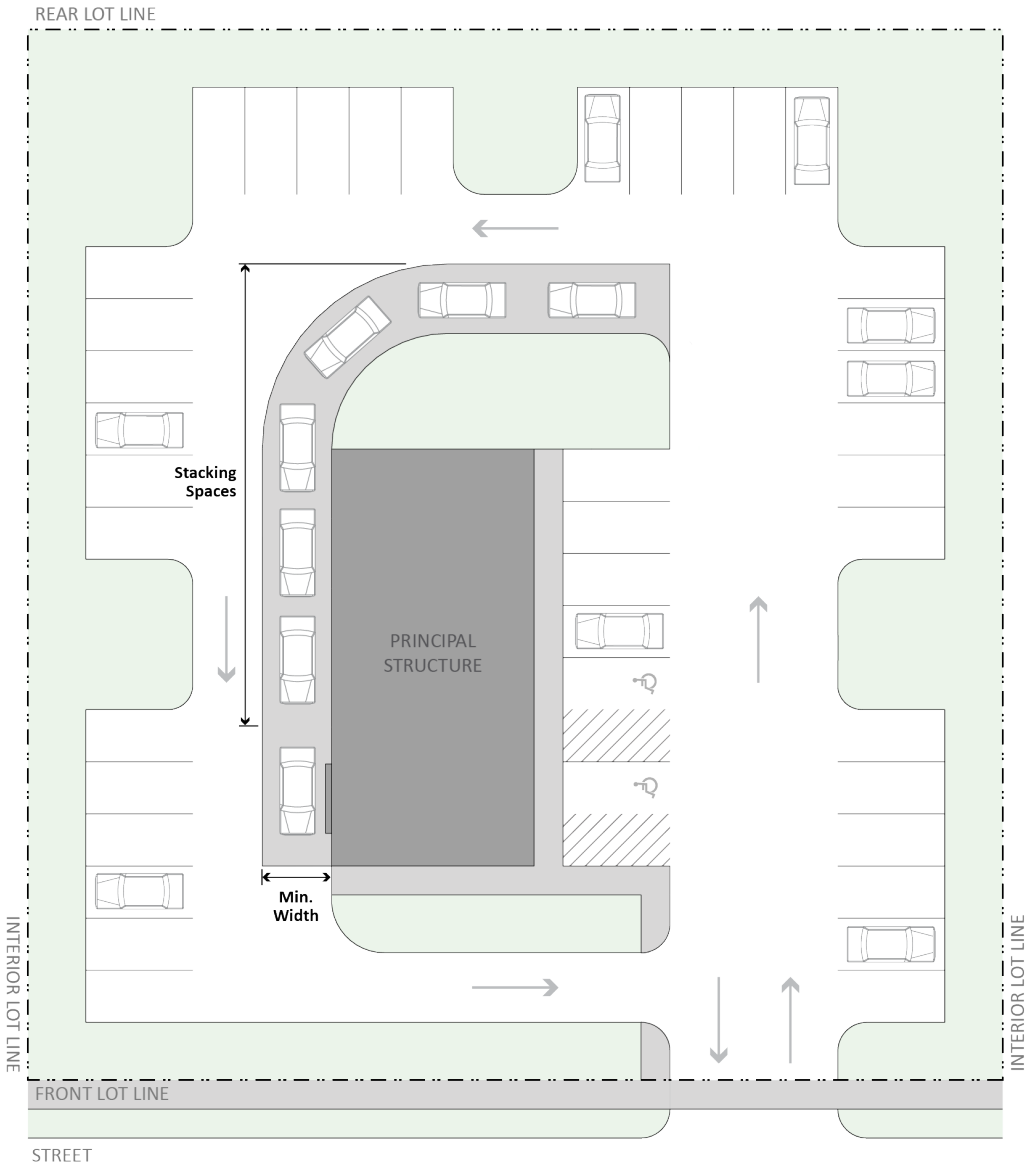 REAR LOT LINE
Stacking
Spaces
PRINCIPAL
STRUCTURE
Min.
Width
INTERIOR LOT LINE
INTERIOR LOT LINE
FRONT LOT LINE
STREET